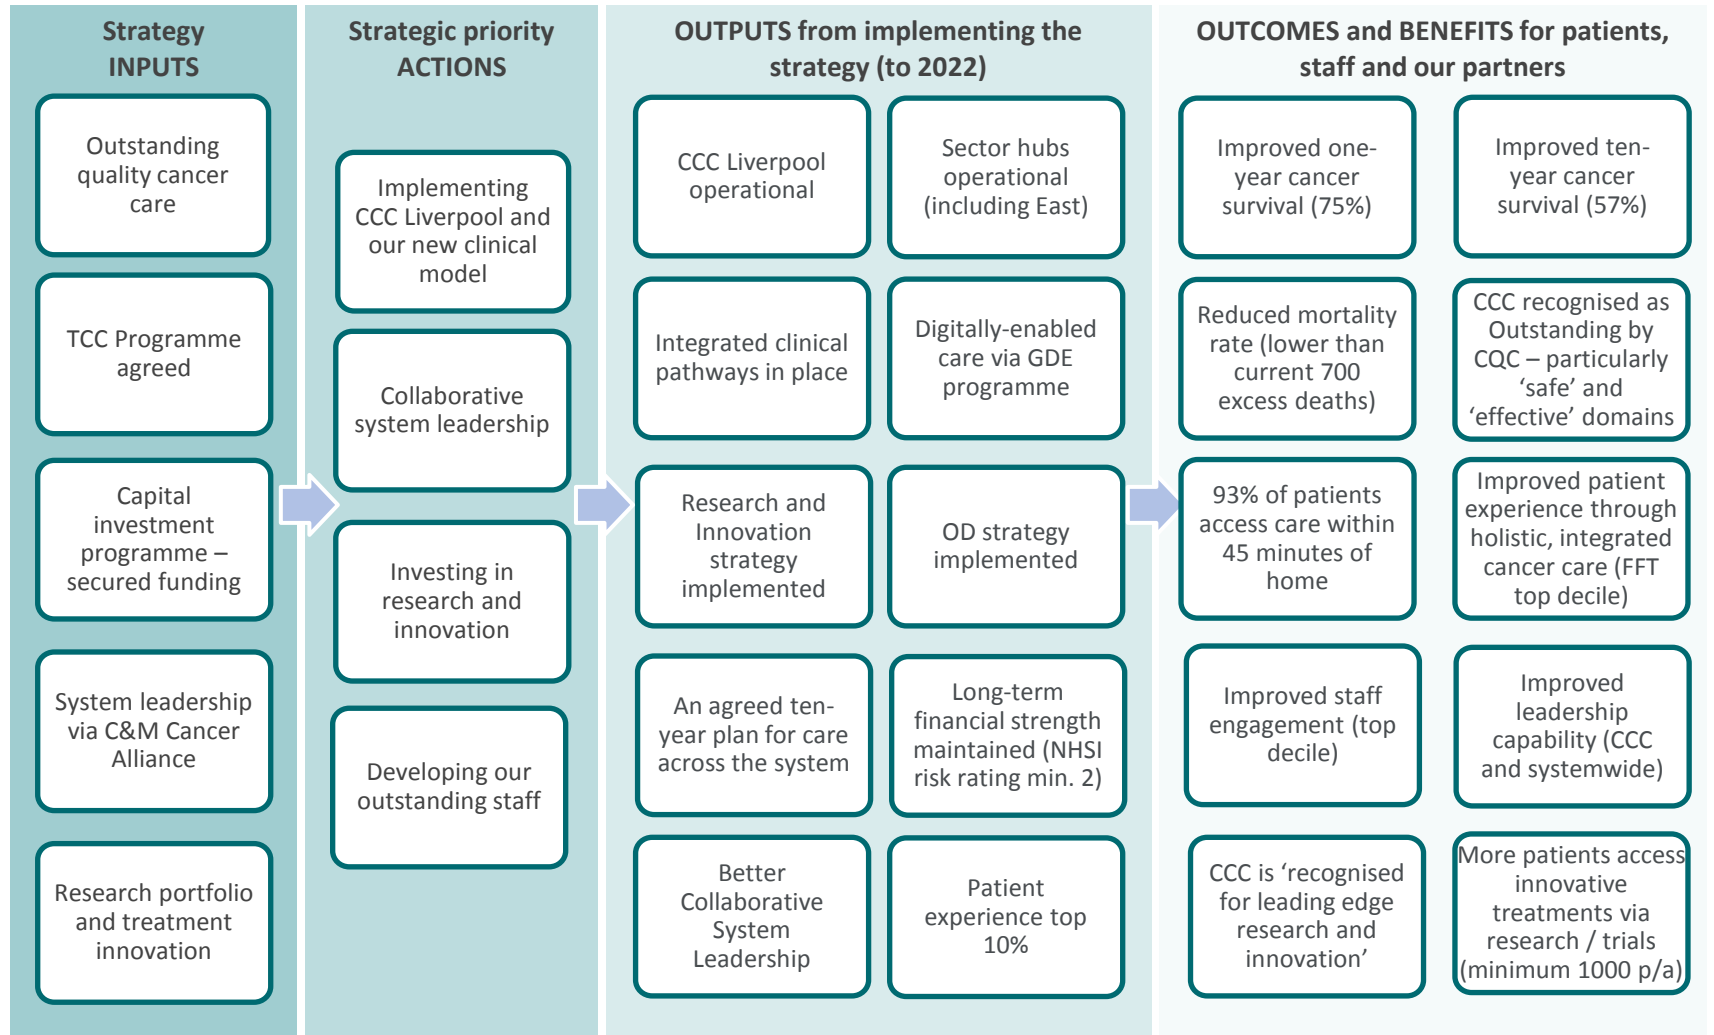 Strategy
INPUTS
Outstanding
quality cancer
care
TCC Programme
agreed
Capital
investment
programme –
secured funding
System leadership
via C&M Cancer
Alliance
Research portfolio
and treatment
innovation
Strategic priority
ACTIONS
Implementing
CCC Liverpool and
our new clinical
model
Collaborative
system leadership
Investing in
research and
innovation
Developing our
outstanding staff
OUTPUTS from implementing the
strategy (to 2022)
CCC Liverpool
operational
Sector hubs
operational
(including East)
Integrated clinical
pathways in place
Digitally-enabled
care via GDE
programme
Research and
Innovation
strategy
implemented
OD strategy
implemented
An agreed ten-
year plan for care
across the system
Long-term
financial strength
maintained (NHSI
risk rating min. 2)
Better
Collaborative
System
Leadership
Patient
experience top
10%
OUTCOMES and BENEFITS for patients,
staff and our partners
Improved one-
year cancer
survival (75%)
Improved ten-
year cancer
survival (57%)
Reduced mortality
rate (lower than
current 700
excess deaths)
CCC recognised as
Outstanding by
CQC – particularly
‘safe’ and
‘effective’ domains
93% of patients
access care within
45 minutes of
home
Improved patient
experience through
holistic, integrated
cancer care (FFT
top decile)
Improved staff
engagement (top
decile)
Improved
leadership
capability (CCC
and systemwide)
CCC is ‘recognised
for leading edge
research and
innovation’
More patients access
innovative
treatments via
research / trials
(minimum 1000 p/a)